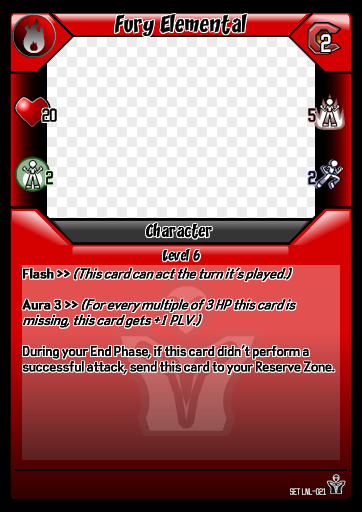 Fury Elemental
2
20
5
2
2
Character
Level 6
Flash >> (This card can act the turn it's played.)
Aura 3 >> (For every multiple of 3 HP this card is
missing, this card gets +1 PLV.)
During your End Phase, if this card didn't perform a
successful attack, send this card to your Reserve Zone.
SET LNL-021